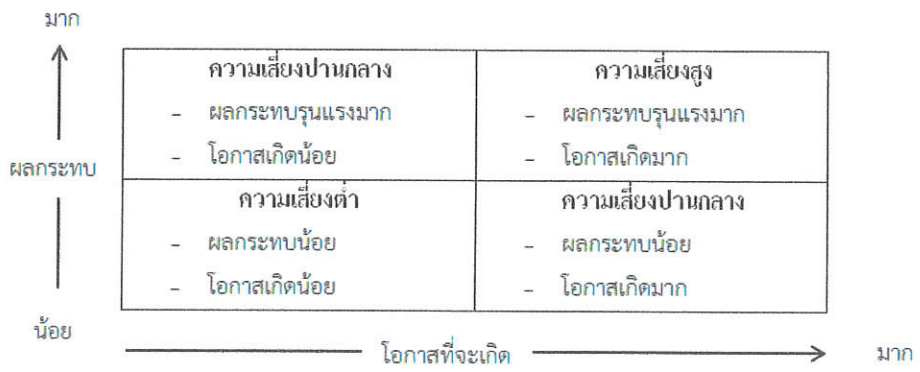 มาก
ความเสี่ยงปานกลาง
- ผลกระทบรุนแรงมาก
- โอกาสเกิดน้อย
ความเสี่ยงสูง
- ผลกระทบรุนแรงมาก
- โอกาสเกิดมาก
ผลกระทบ
ความเสี่ยงต่ำ
- ผลกระทบน้อย
- โอกาสเกิดน้อย
ความเสี่ยงปานกลาง
- ผลกระทบน้อย
- โอกาสเกิดมาก
น้อย
โอกาสที่จะเกิด
มาก